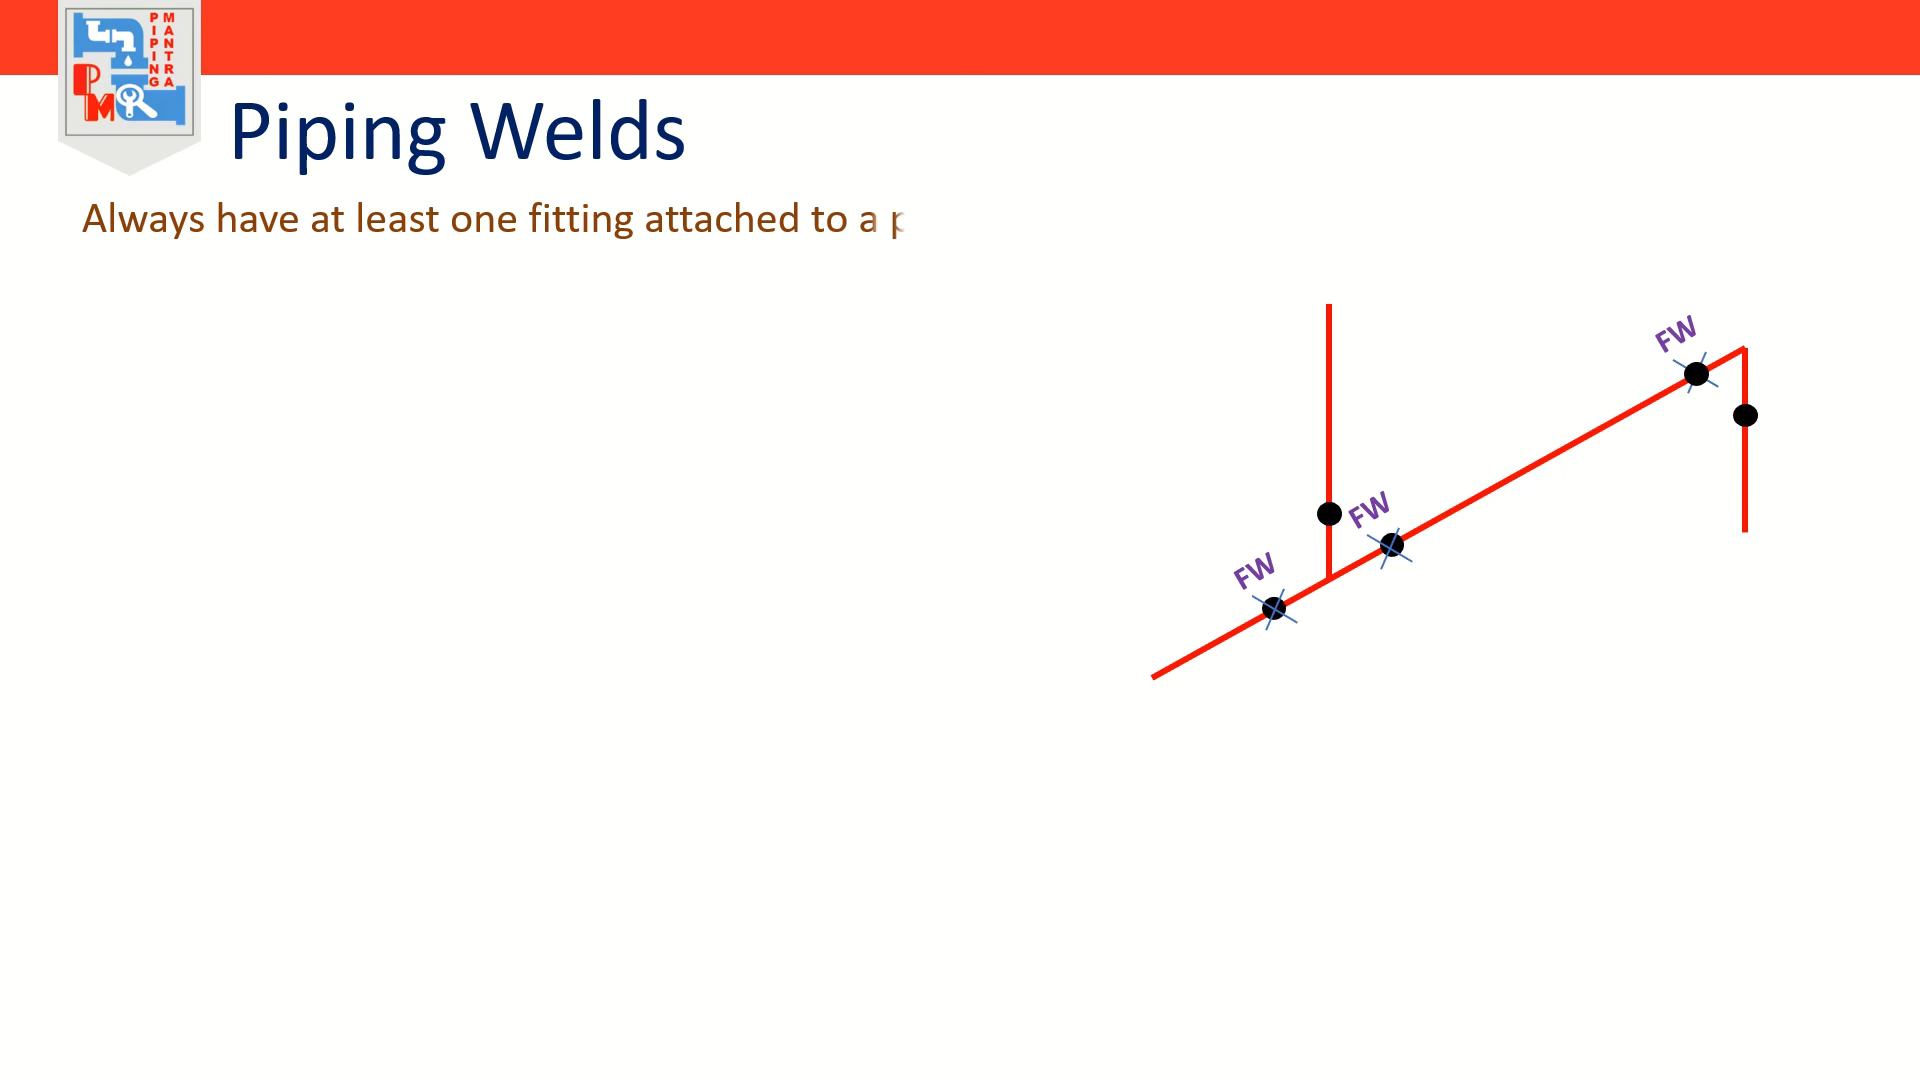 PIPING
MANTRA
PM
Piping Welds
Always have at least one fitting attached to a
FW
FW
FW